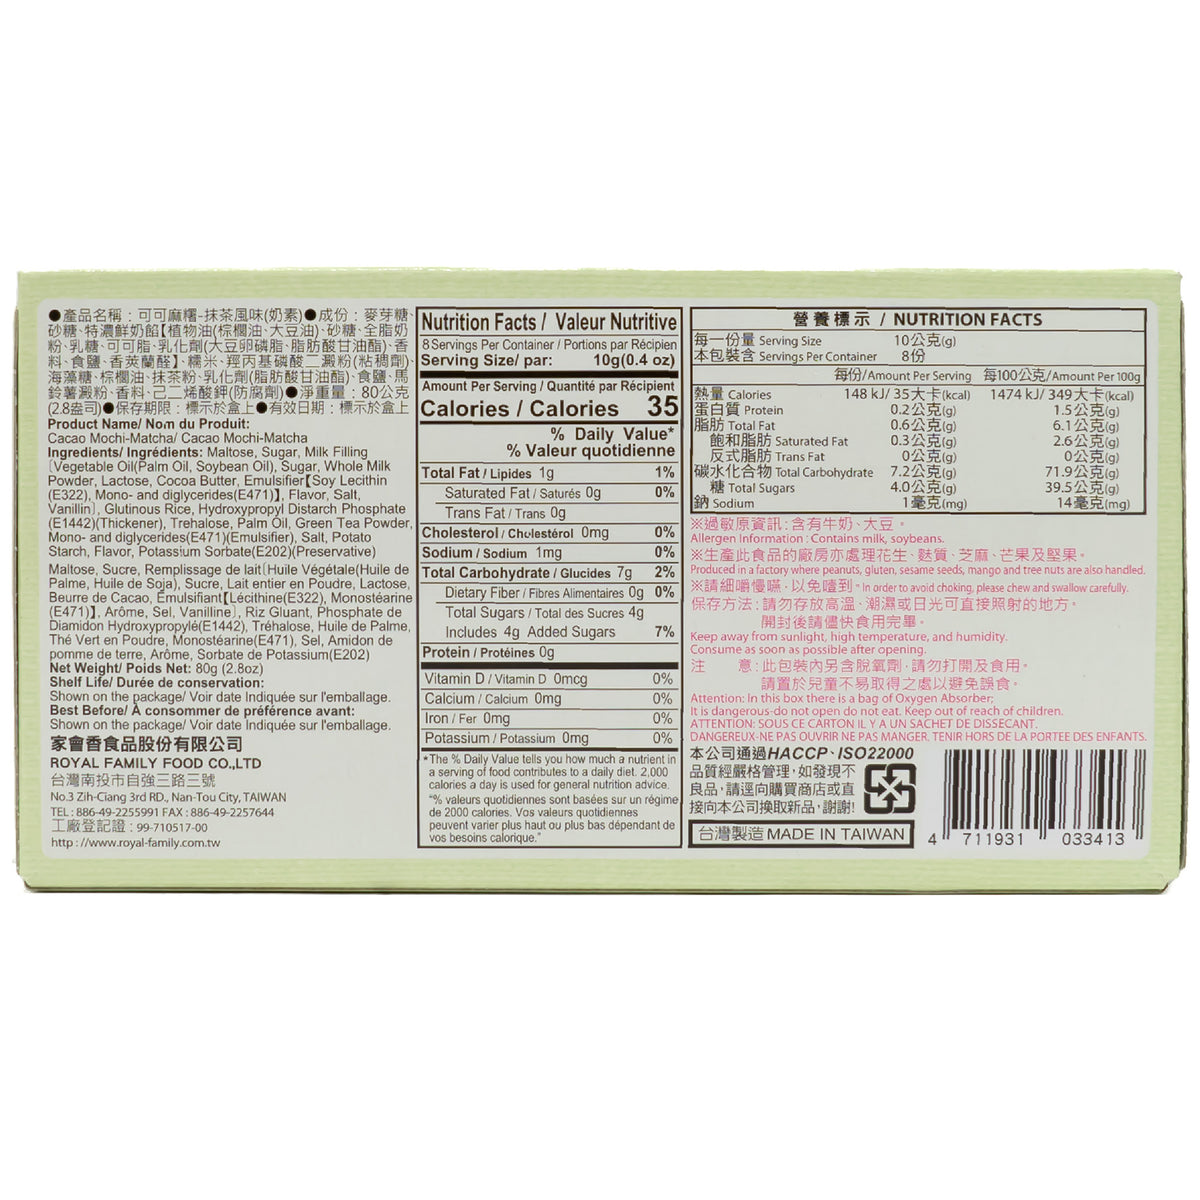 ●產品名稱：可可麻糬-抹茶風味(奶素)●成份：麥芽糖、
砂糖、特濃鮮奶餡【植物油(棕櫚油、大豆油)、砂糖、全脂奶
粉、乳糖、可可脂、乳化劑(大豆卵磷脂、脂肪酸甘油酯)、香
料、食鹽、香莢蘭醛】、糯米、羥丙基磷酸二澱粉(粘稠劑)、
海藻糖、棕櫚油、抹茶粉、乳化劑(脂肪酸甘油酯)、食鹽、馬
鈴薯澱粉、香料、己二烯酸鉀(防腐劑)●淨重量：80公克
(2.8盎司)●保存期限：標示於盒上●有效日期：標示於盒上
Product Name/ Nom du Produit:
Cacao Mochi-Matcha/ Cacao Mochi-Matcha
Ingredients/ Ingrédients: Maltose, Sugar, Milk Filling
〔Vegetable Oil(Palm Oil, Soybean Oil), Sugar, Whole Milk
Powder, Lactose, Cocoa Butter, Emulsifier【Soy Lecithin
(E322), Mono- and diglycerides(E471)】, Flavor, Salt,
Vanillin〕, Glutinous Rice, Hydroxypropyl Distarch Phosphate
(E1442)(Thickener), Trehalose, Palm Oil, Green Tea Powder,
Mono- and diglycerides(E471)(Emulsifier), Salt, Potato
Starch, Flavor, Potassium Sorbate(E202)(Preservative)
Maltose, Sucre, Remplissage de lait〔Huile Végétale(Huile de
Palme, Huile de Soja), Sucre, Lait entier en Poudre, Lactose,
Beurre de Cacao, Émulsifiant【Lécithine(E322), Monostéarine
(E471)】, Arôme, Sel, Vanilline〕, Riz Gluant, Phosphate de
Diamidon Hydroxypropylé(E1442), Tréhalose, Huile de Palme,
Thé Vert en Poudre, Monostéarine(E471), Sel, Amidon de
pomme de terre, Arôme, Sorbate de Potassium(E202)
Net Weight/ Poids Net: 80g (2.8oz)
Shelf Life/ Durée de conservation:
Shown on the package/ Voir date Indiquée sur l'emballage.
Best Before/ À consommer de préférence avant:
Shown on the package/ Voir date Indiquée sur l'emballage.
家會香食品股份有限公司
ROYAL FAMILY FOOD CO.,LTD
台灣南投市自強三路三號
No.3 Zih-Ciang 3rd RD., Nan-Tou City, TAIWAN
TEL : 886-49-2255991 FAX : 886-49-2257644
工廠登記證：99-710517-00
http : //www.royal-family.com.tw
Nutrition Facts / Valeur Nutritive
8 Servings Per Container / Portions par Récipien
Serving Size/ par: 10g(0.4 oz)
Amount Per Serving / Quantité par Récipient
Calories / Calories 35
% Daily Value*
% Valeur quotidienne
Total Fat / Lipides 1g 1%
Saturated Fat / Saturés 0g 0%
Trans Fat / Trans 0g
Cholesterol / Cholestérol 0mg 0%
Sodium / Sodium 1mg 0%
Total Carbohydrate / Glucides 7g 2%
Dietary Fiber / Fibres Alimentaires 0g 0%
Total Sugars / Total des Sucres 4g
Includes 4g Added Sugars 7%
Protein / Protéines 0g
Vitamin D / Vitamin D 0mcg 0%
Calcium / Calcium 0mg 0%
Iron / Fer 0mg 0%
Potassium / Potassium 0mg 0%
*The % Daily Value tells you how much a nutrient in
a serving of food contributes to a daily diet. 2,000
calories a day is used for general nutrition advice.
"% valeurs quotidiennes sont basées sur un régime
de 2000 calories. Vos valeurs quotidiennes
peuvent varier plus haut ou plus bas dépendant de
vos besoins calorique."
營養標示 / NUTRITION FACTS
每一份量 Serving Size 10公克(g)
本包裝含 Servings Per Container 8份
每份/Amount Per Serving 每100公克/Amount Per 100g
熱量 Calories 148 kJ/ 35大卡(kcal) 1474 kJ/ 349大卡(kcal)
蛋白質 Protein 0.2公克(g) 1.5公克(g)
脂肪 Total Fat 0.6公克(g) 6.1公克(g)
飽和脂肪 Saturated Fat 0.3公克(g) 2.6公克(g)
反式脂肪 Trans Fat 0公克(g) 0公克(g)
碳水化合物 Total Carbohydrate 7.2公克(g) 71.9公克(g)
糖 Total Sugars 4.0公克(g) 39.5公克(g)
鈉 Sodium 1毫克(mg) 14毫克(mg)
※過敏原資訊：含有牛奶、大豆。
Allergen Information : Contains milk, soybeans.
※生產此食品的廠房亦處理花生、麩質、芝麻、芒果及堅果。
Produced in a factory where peanuts, gluten, sesame seeds, mango and tree nuts are also handled.
※請細嚼慢嚥，以免噎到。In order to avoid choking, please chew and swallow carefully.
保存方法：請勿存放高溫、潮濕或日光可直接照射的地方。
開封後請儘快食用完畢。
Keep away from sunlight, high temperature, and humidity.
Consume as soon as possible after opening.
注 意：此包裝內另含脫氧劑，請勿打開及食用。
請置於兒童不易取得之處以避免誤食。
Attention: In this box there is a bag of Oxygen Absorber;
It is dangerous-do not open do not eat. Keep out of reach of children.
ATTENTION: SOUS CE CARTON IL Y A UN SACHET DE DISSECANT.
DANGEREUX-NE PAS OUVRIR NE PAS MANGER. TENIR HORS DE LA PORTEE DES ENFANTS.
本公司通過HACCP、ISO22000
品質經嚴格管理，如發現不
良品，請逕向購買商店或直
接向本公司換取新品，謝謝!
台灣製造 MADE IN TAIWAN
4 711931 033413